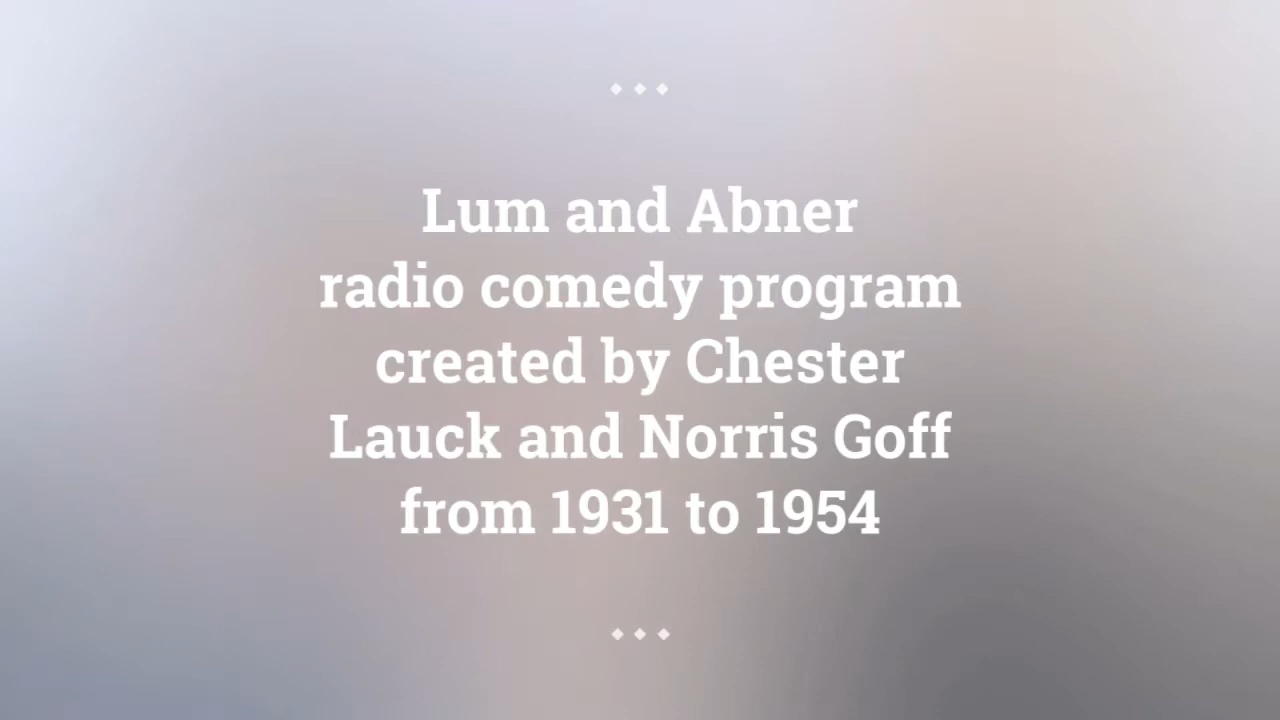 Lum and Abner
radio comedy program
created by Chester
Lauck and Norris Goff
from 1931 to 1954